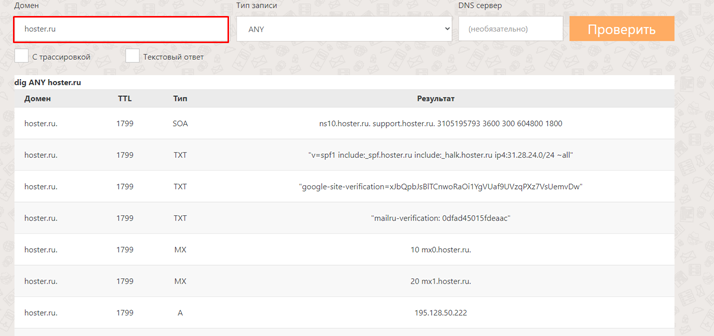 Домен Тип записи DNS сервер
hoster.ru ANY (необязательно) Проверить
С трассировкой Текстовый ответ
dig ANY hoster.ru
Домен TTL Тип Результат
hoster.ru. 1799 SOA ns10.hoster.ru. support.hoster.ru. 3105195793 3600 300 604800 1800
hoster.ru. 1799 TXT "v=spf1 include:_spf.hoster.ru include:_halk.hoster.ru ip4:31.28.24.0/24 ~all"
hoster.ru. 1799 TXT "google-site-verification=xJbQpbJsBlTCnwoRaOi1YgVUaf9UVzqPXz7VsUemvDw"
hoster.ru. 1799 TXT "mailru-verification: 0dfad45015fdeaac"
hoster.ru. 1799 MX 10 mx0.hoster.ru.
hoster.ru. 1799 MX 20 mx1.hoster.ru.
hoster.ru. 1799 A 195.128.50.222